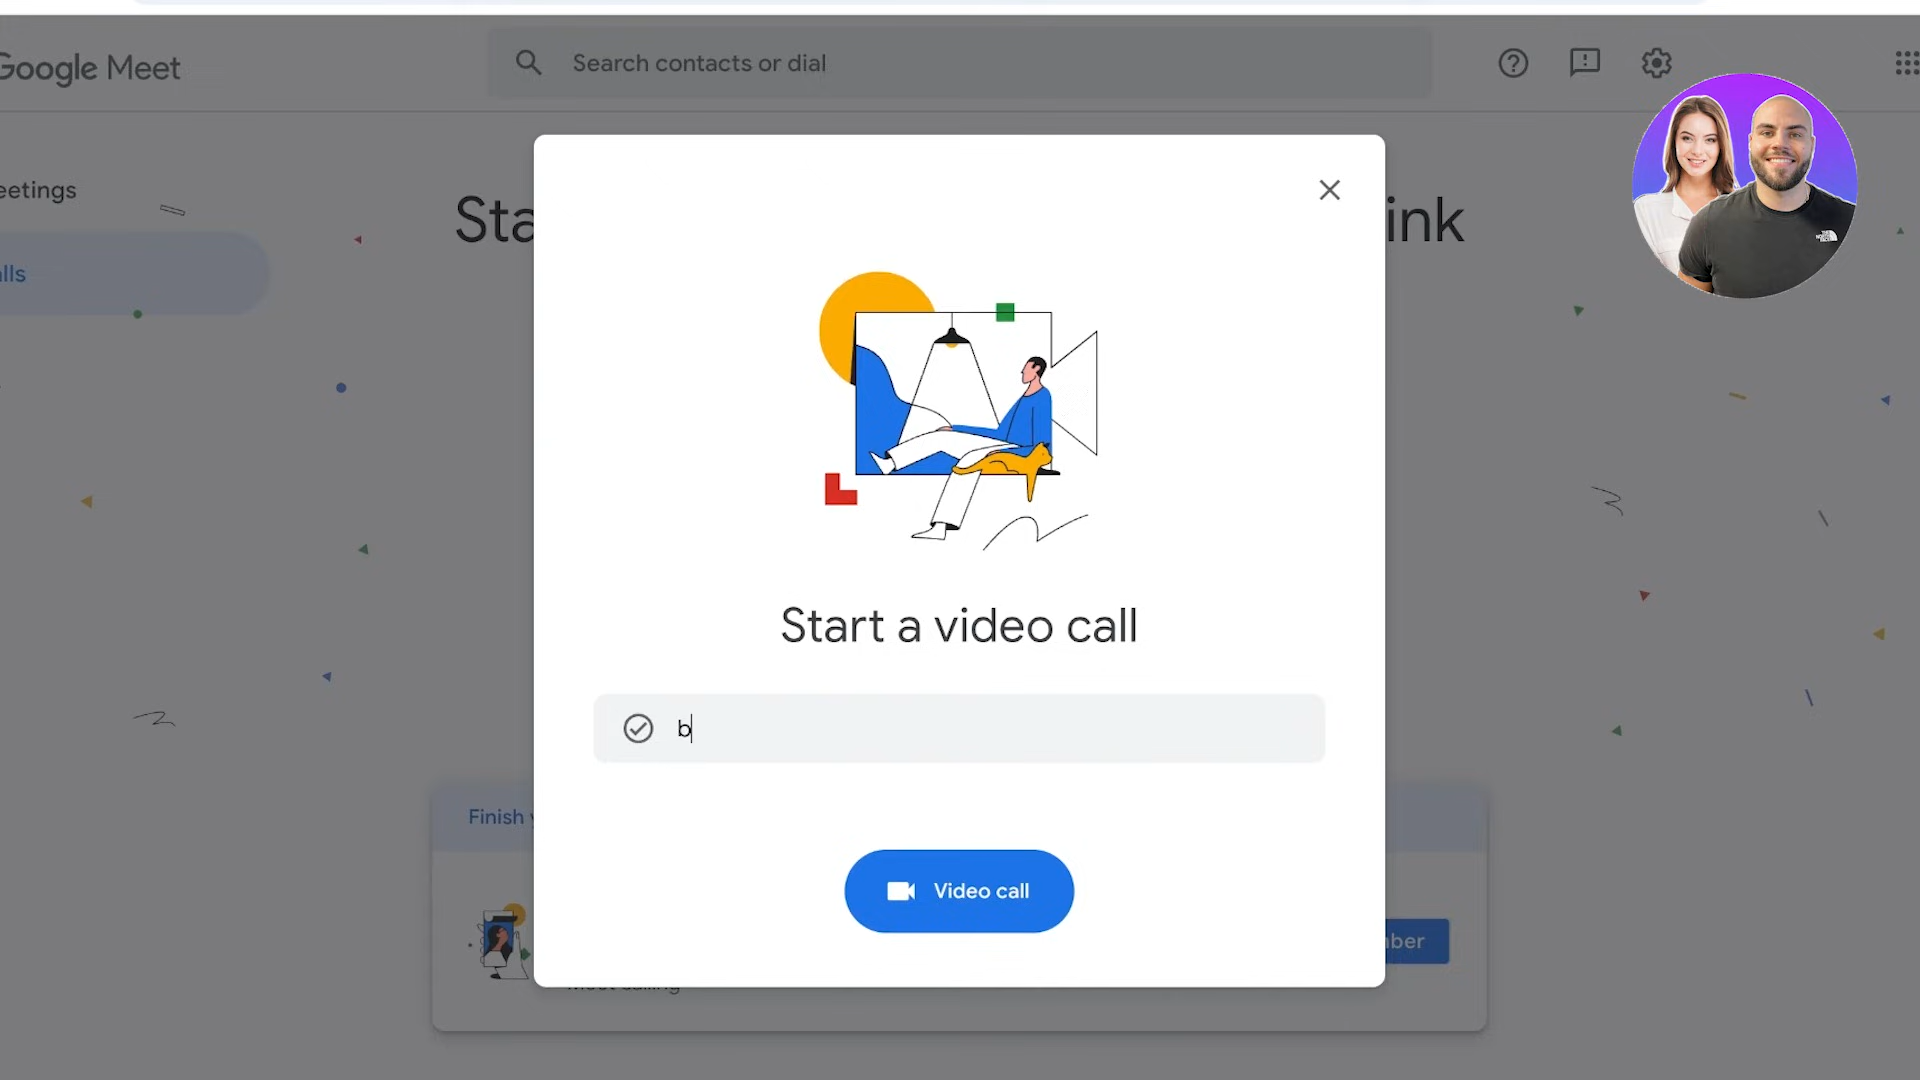 Google Meet
Search contacts or dial
eetings
Sta
ink
lls
Start a video call
b
Finish
Video call
ber